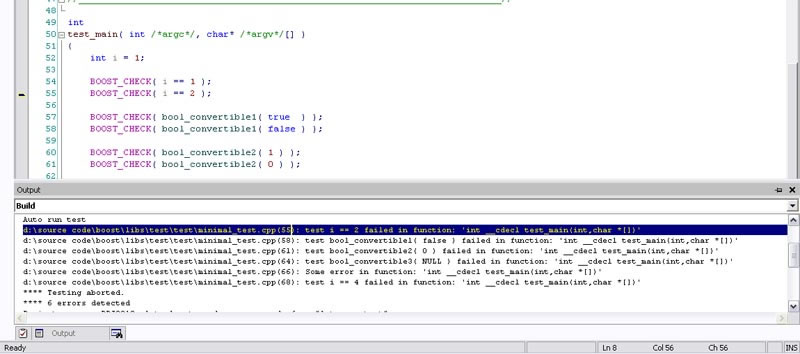 48
49 int
50 test_main( int /*argc*/, char* /*argv*/[] )
51 {
52 int i = 1;
53
54 BOOST_CHECK( i == 1 );
55 BOOST_CHECK( i == 2 );
56
57 BOOST_CHECK( bool_convertible1( true ) );
58 BOOST_CHECK( bool_convertible1( false ) );
59
60 BOOST_CHECK( bool_convertible2( 1 ) );
61 BOOST_CHECK( bool_convertible2( 0 ) );
62
Output
Build
Auto run test
d:\source code\boost\libs\test\test\minimal_test.cpp(55): test i == 2 failed in function: 'int __cdecl test_main(int,char *[])'
d:\source code\boost\libs\test\test\minimal_test.cpp(58): test bool_convertible1( false ) failed in function: 'int __cdecl test_main(int,char *[])'
d:\source code\boost\libs\test\test\minimal_test.cpp(61): test bool_convertible2( 0 ) failed in function: 'int __cdecl test_main(int,char *[])'
d:\source code\boost\libs\test\test\minimal_test.cpp(64): test bool_convertible3( NULL ) failed in function: 'int __cdecl test_main(int,char *[])'
d:\source code\boost\libs\test\test\minimal_test.cpp(66): Some error in function: 'int __cdecl test_main(int,char *[])'
d:\source code\boost\libs\test\test\minimal_test.cpp(68): test i == 4 failed in function: 'int __cdecl test_main(int,char *[])'
**** Testing aborted.
**** 6 errors detected
Output
Ready Ln 8 Col 56 Ch 56 INS